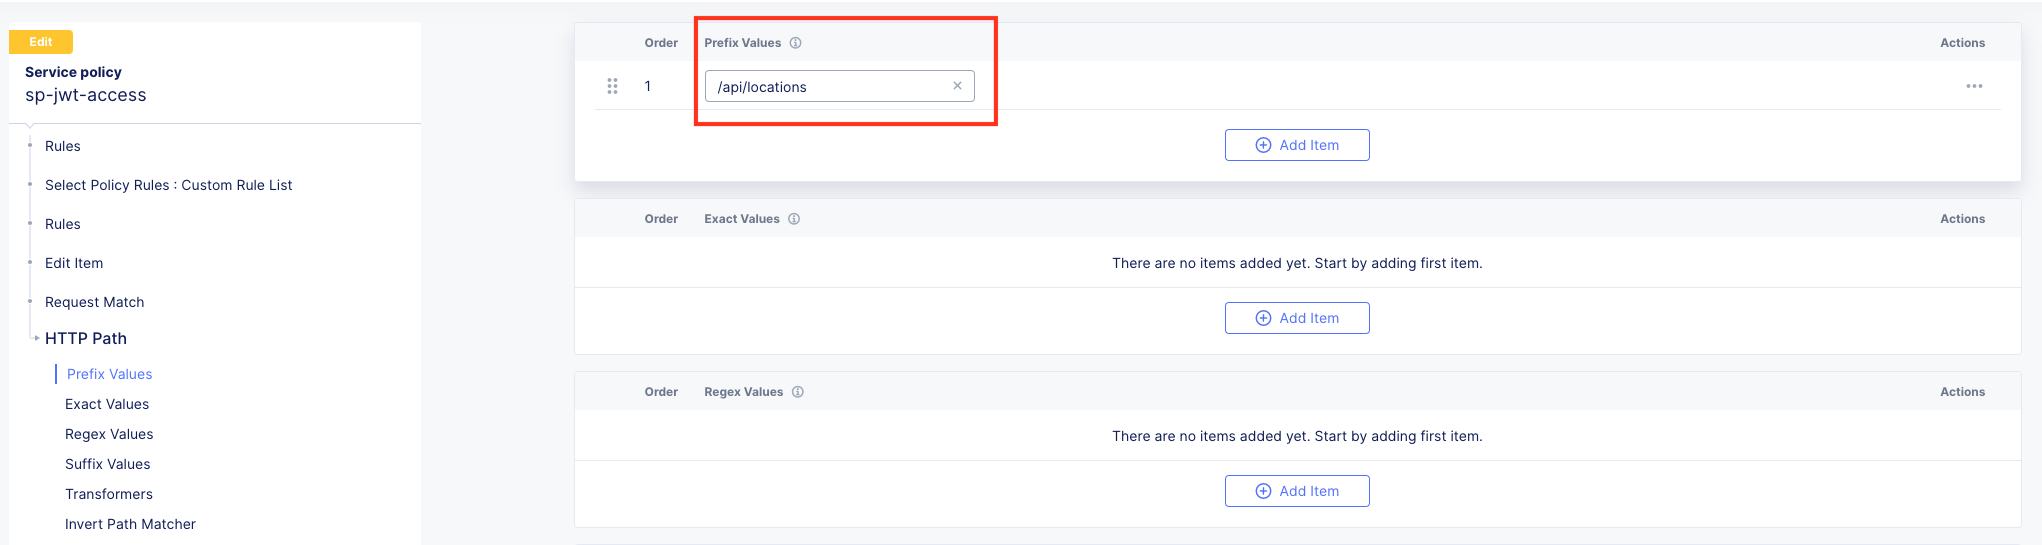 Edit
Service policy
sp-jwt-access
Rules
Select Policy Rules : Custom Rule List
Rules
Edit Item
Request Match
HTTP Path
Prefix Values
Exact Values
Regex Values
Suffix Values
Transformers
Invert Path Matcher
Order Prefix Values Actions
1 /api/locations
Add Item
Order Exact Values Actions
There are no items added yet. Start by adding first item.
Add Item
Order Regex Values Actions
There are no items added yet. Start by adding first item.
Add Item